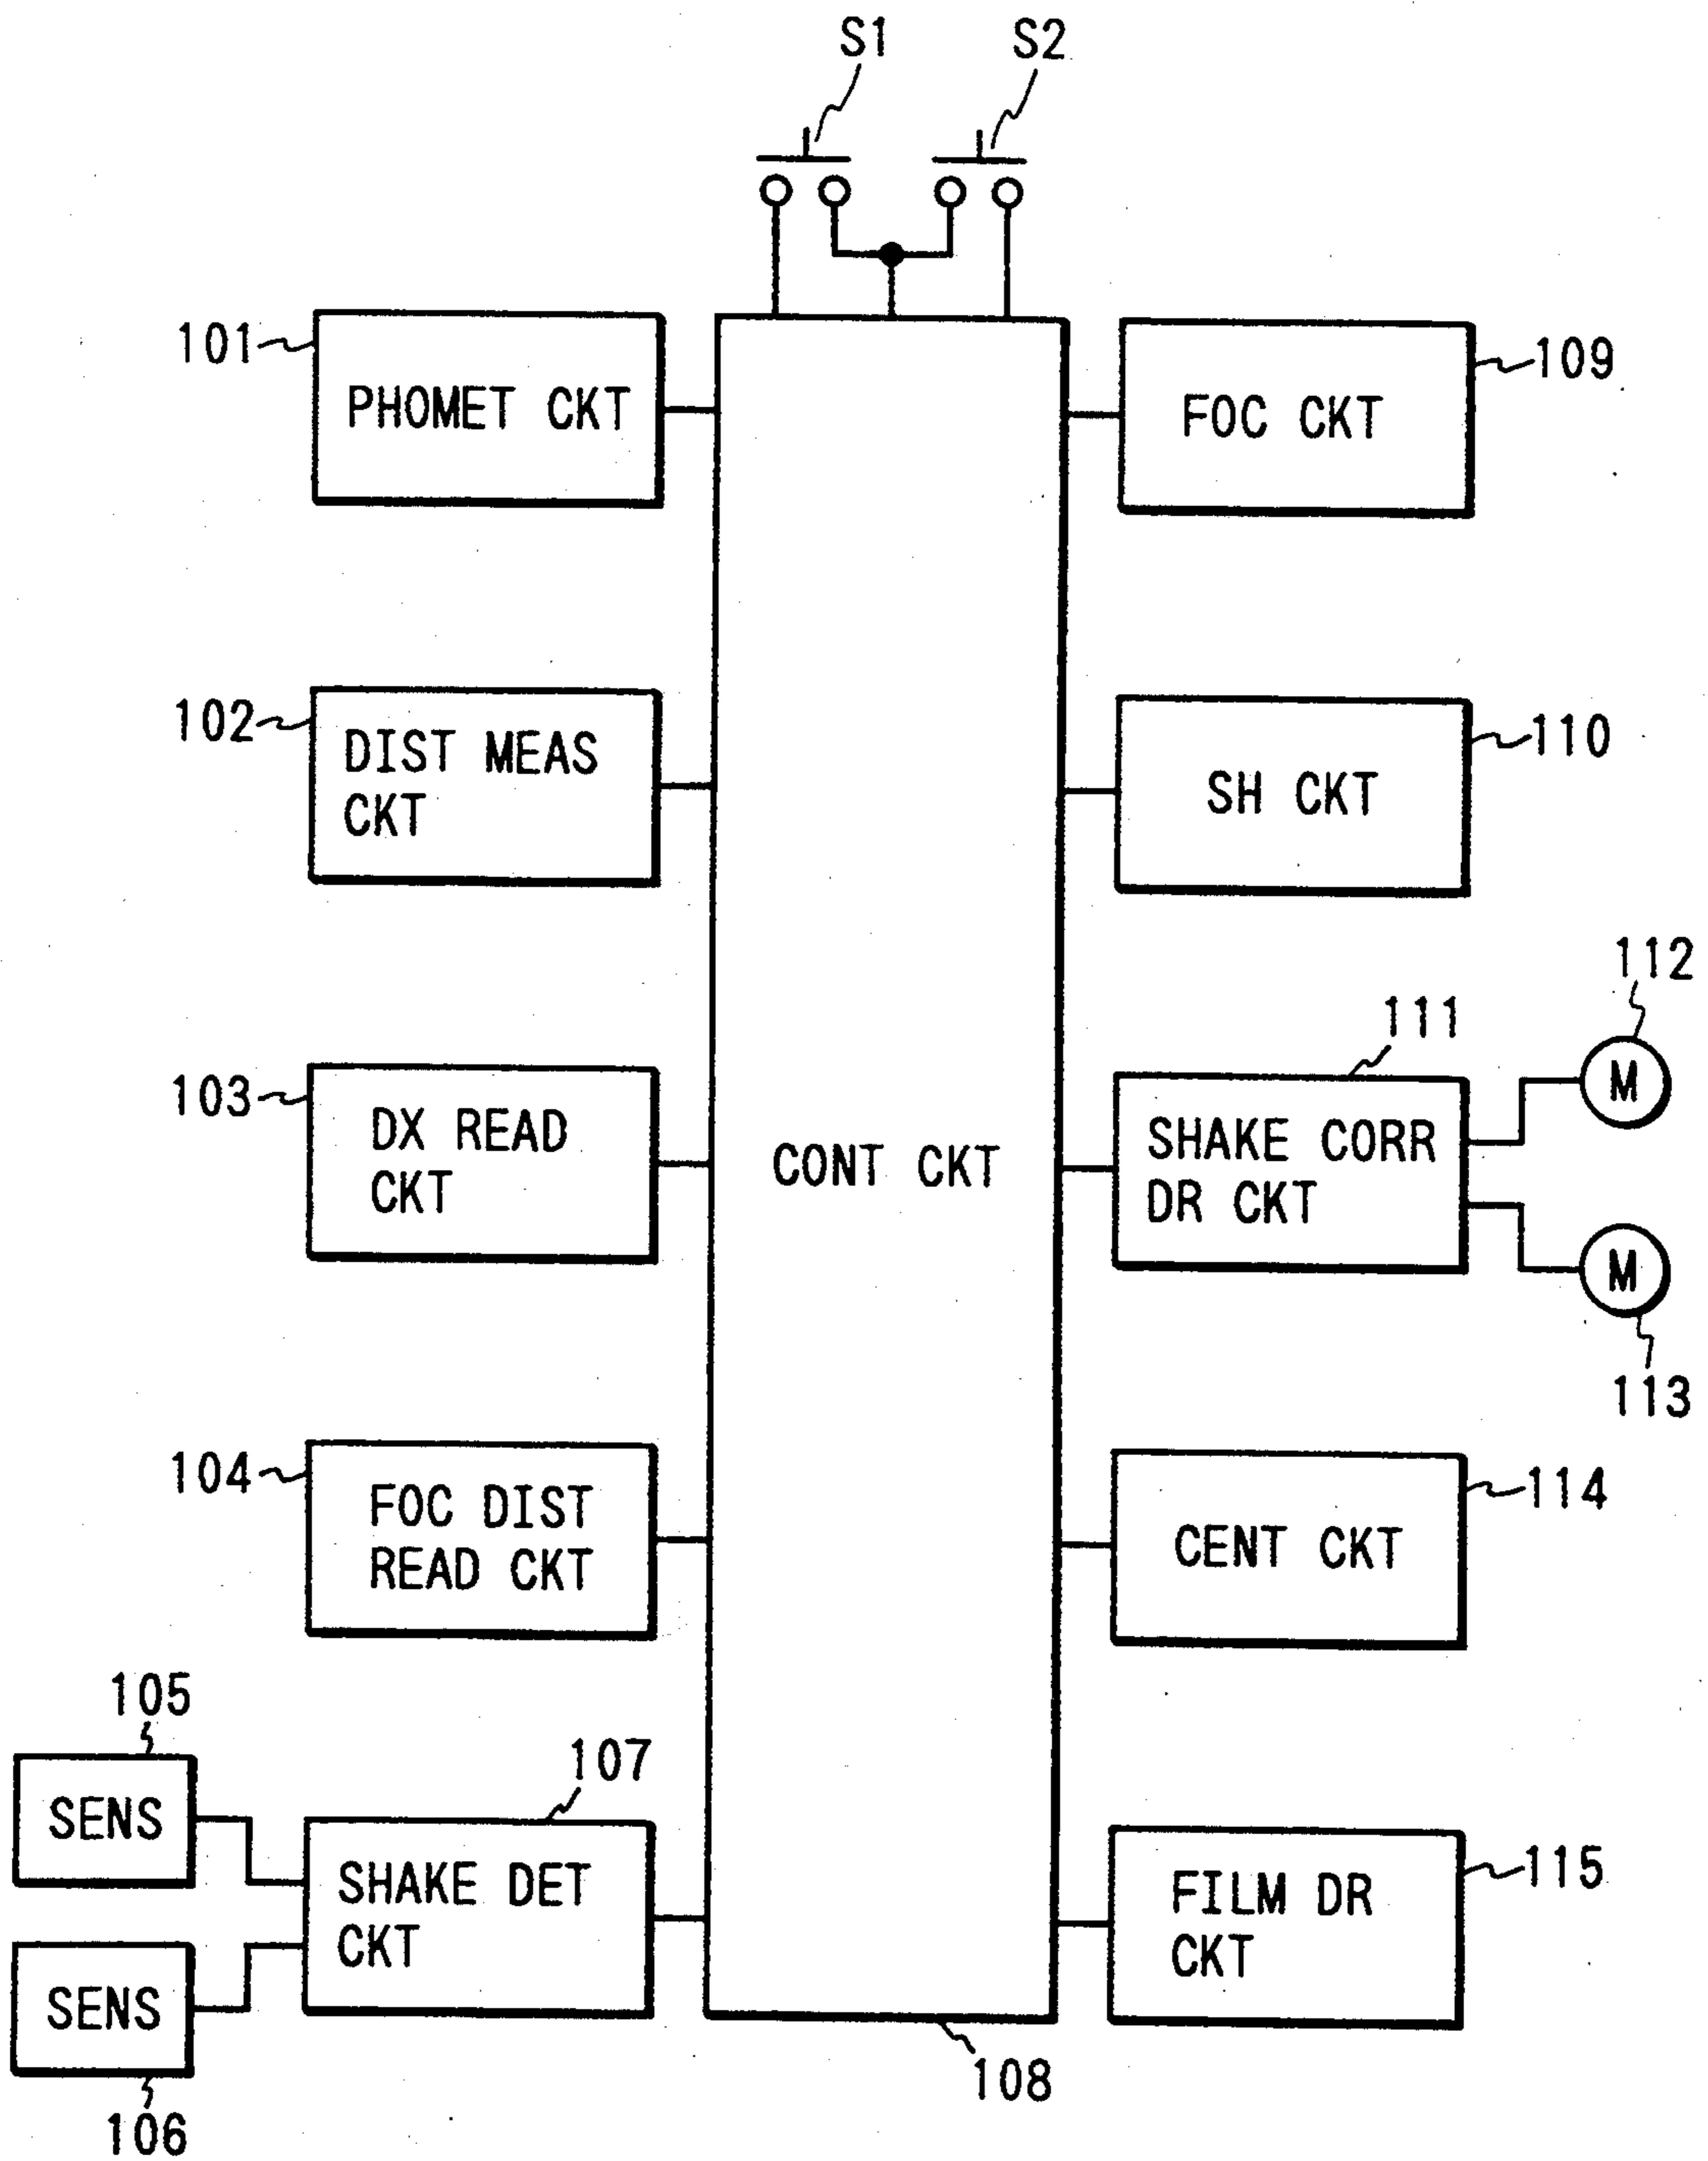 S1
S2
101
PHOMET CKT
109
FOC CKT
102
DIST MEAS
CKT
110
SH CKT
112
111
M
103
DX READ
CKT
CONT CKT
SHAKE CORR
DR CKT
M
113
104
FOC DIST
READ CKT
114
CENT CKT
105
SENS
107
SHAKE DET
CKT
115
FILM DR
CKT
SENS
106
108